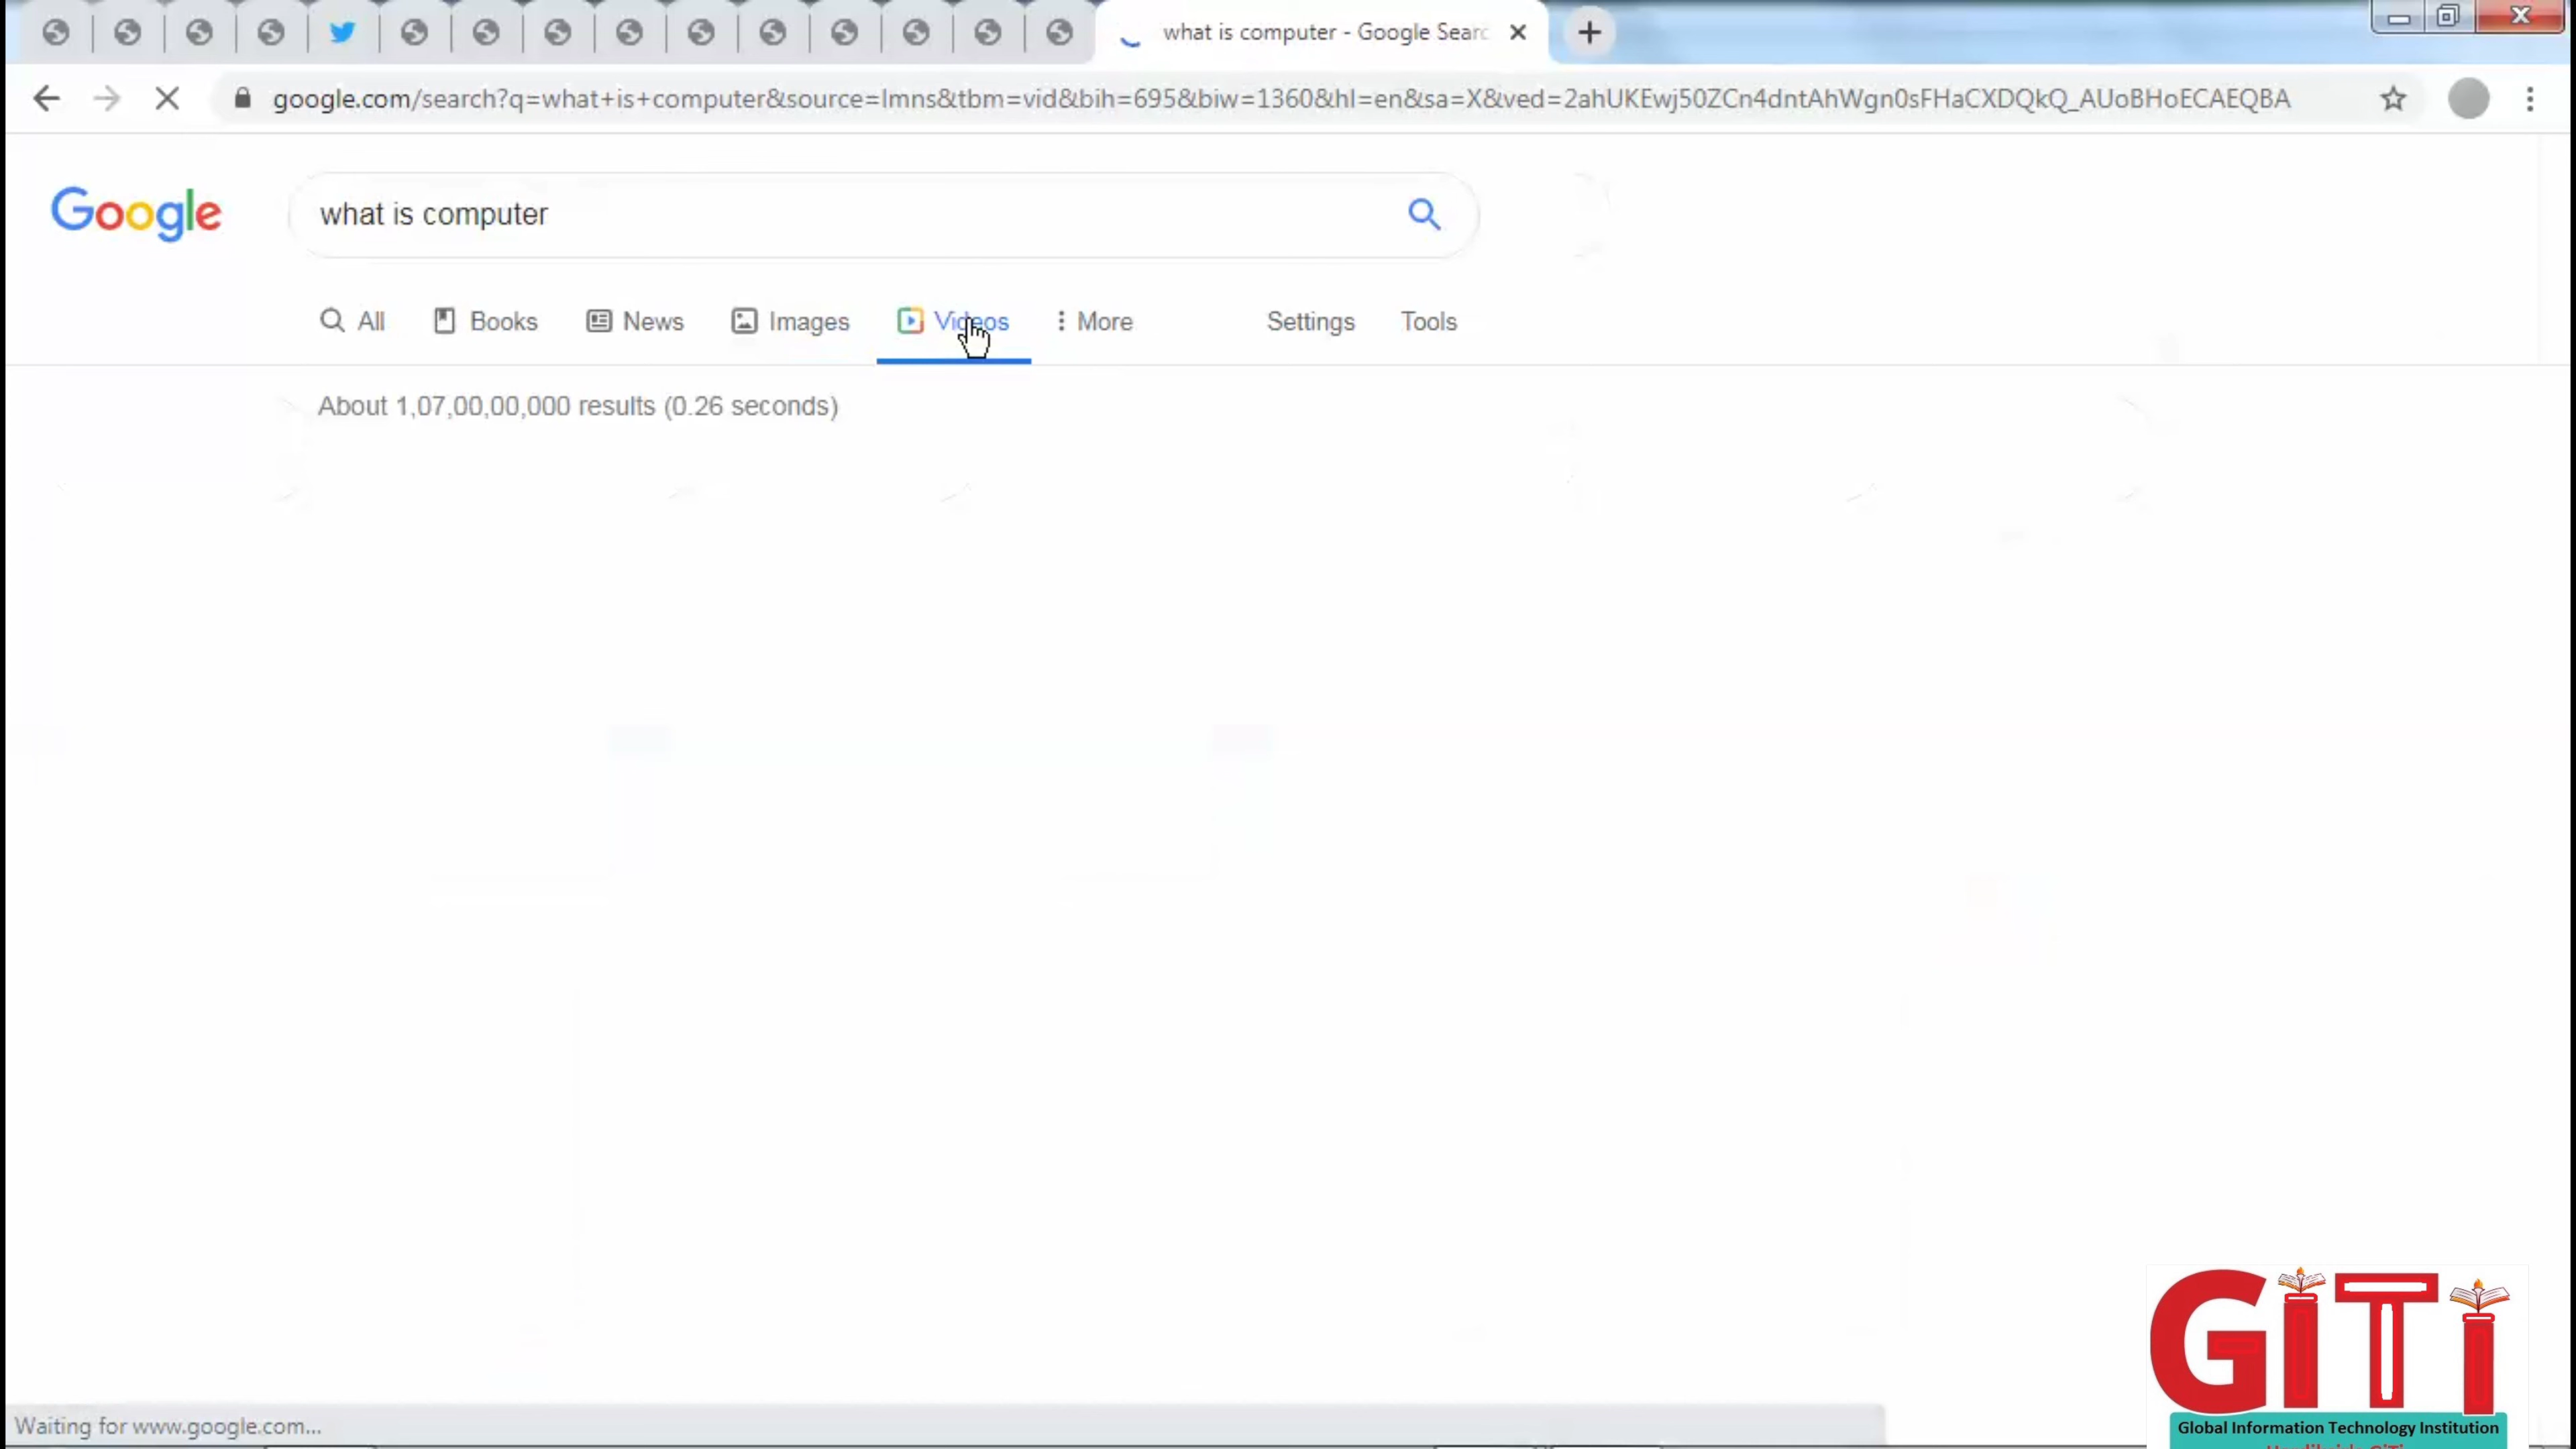 what is computer - Google Searc
google.com/search?q=what+is+computer&source=lmns&tbm=vid&bih=695&biw=1360&hl=en&sa=X&ved=2ahUKEwj50ZCn4dntAhWgn0sFHaCXDQkQ_AUoBHoECAEQBA
Google what is computer
All Books News Images Videos More Settings Tools
About 1,07,00,00,000 results (0.26 seconds)
GiTi
Waiting for www.google.com...
Global Information Technology Institution